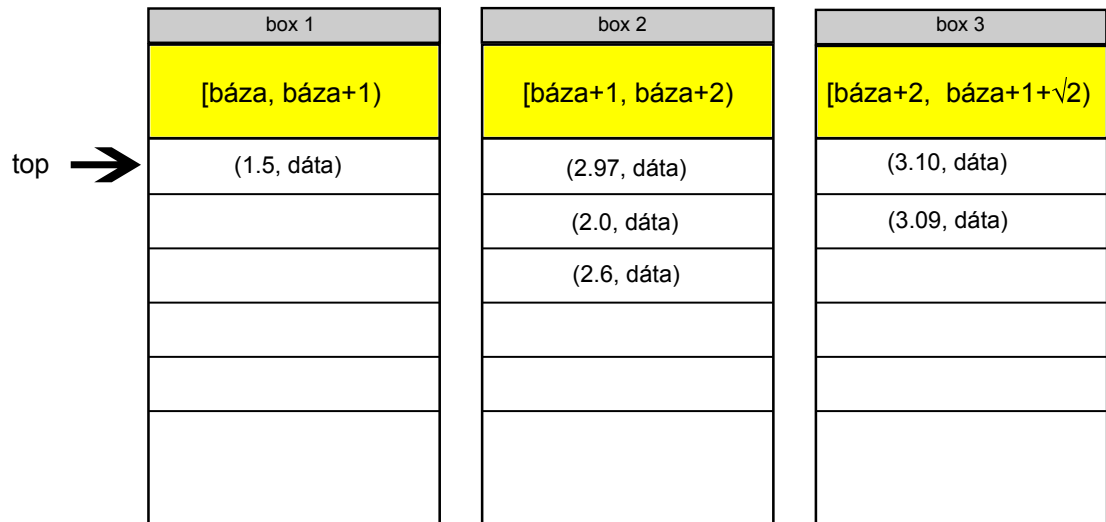 box 1
box 2
box 3
[báza, báza+1)
[báza+1, báza+2)
[báza+2, báza+1+√2)
top
(1.5, dáta)
(2.97, dáta)
(3.10, dáta)
(2.0, dáta)
(3.09, dáta)
(2.6, dáta)